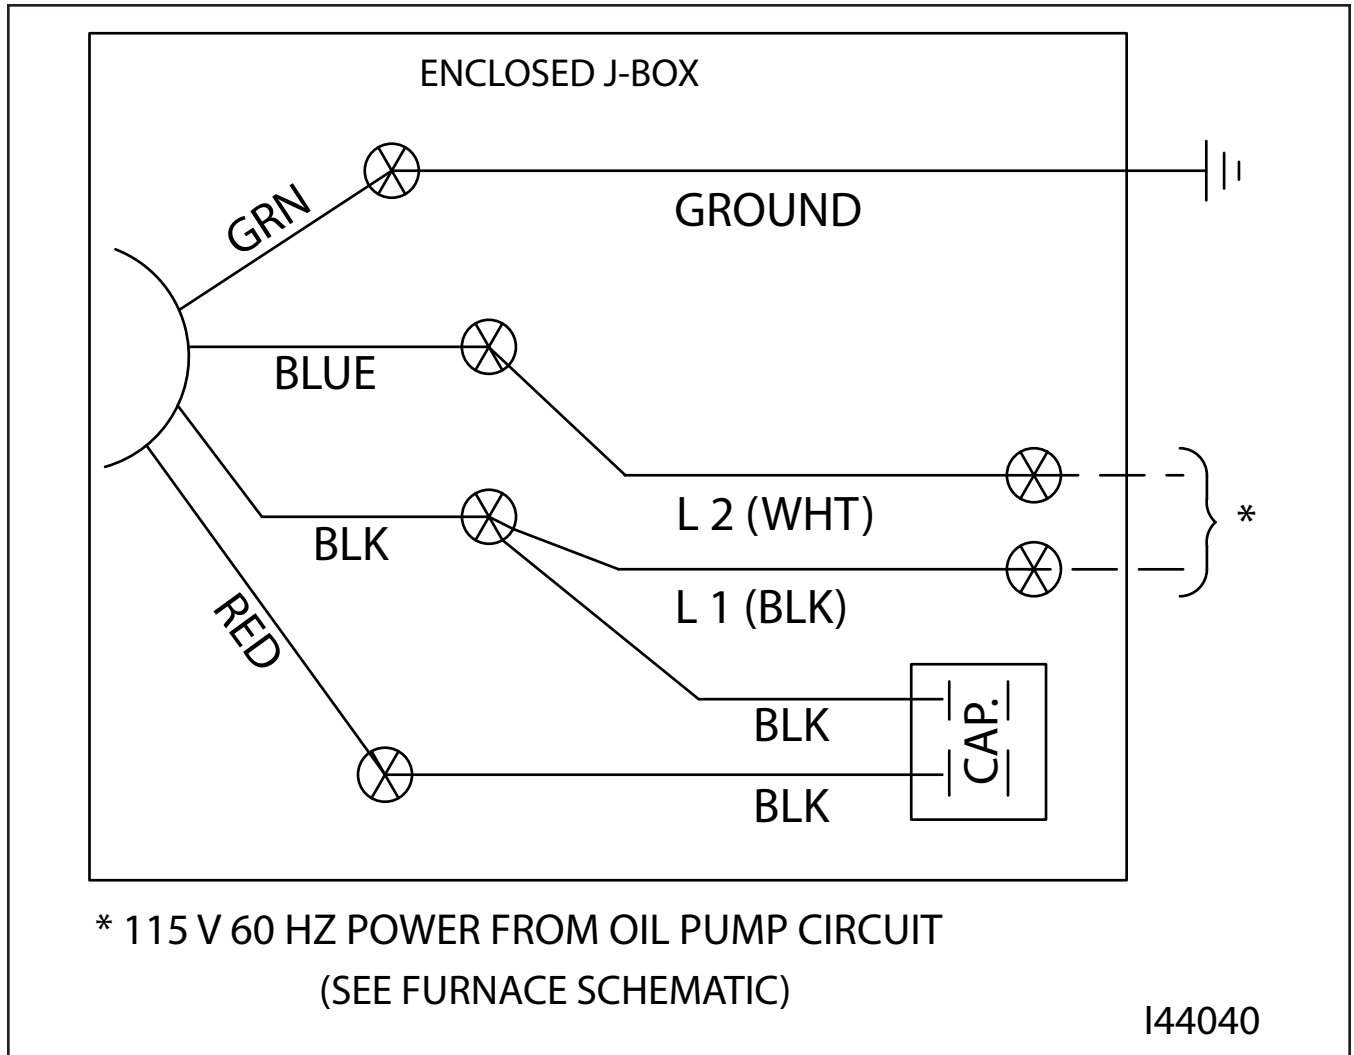 ENCLOSED J-BOX
GRN
GROUND
BLUE
L 2 (WHT)
*
BLK
L 1 (BLK)
RED
BLK
CAP.
BLK
* 115 V 60 HZ POWER FROM OIL PUMP CIRCUIT
(SEE FURNACE SCHEMATIC)
I44040